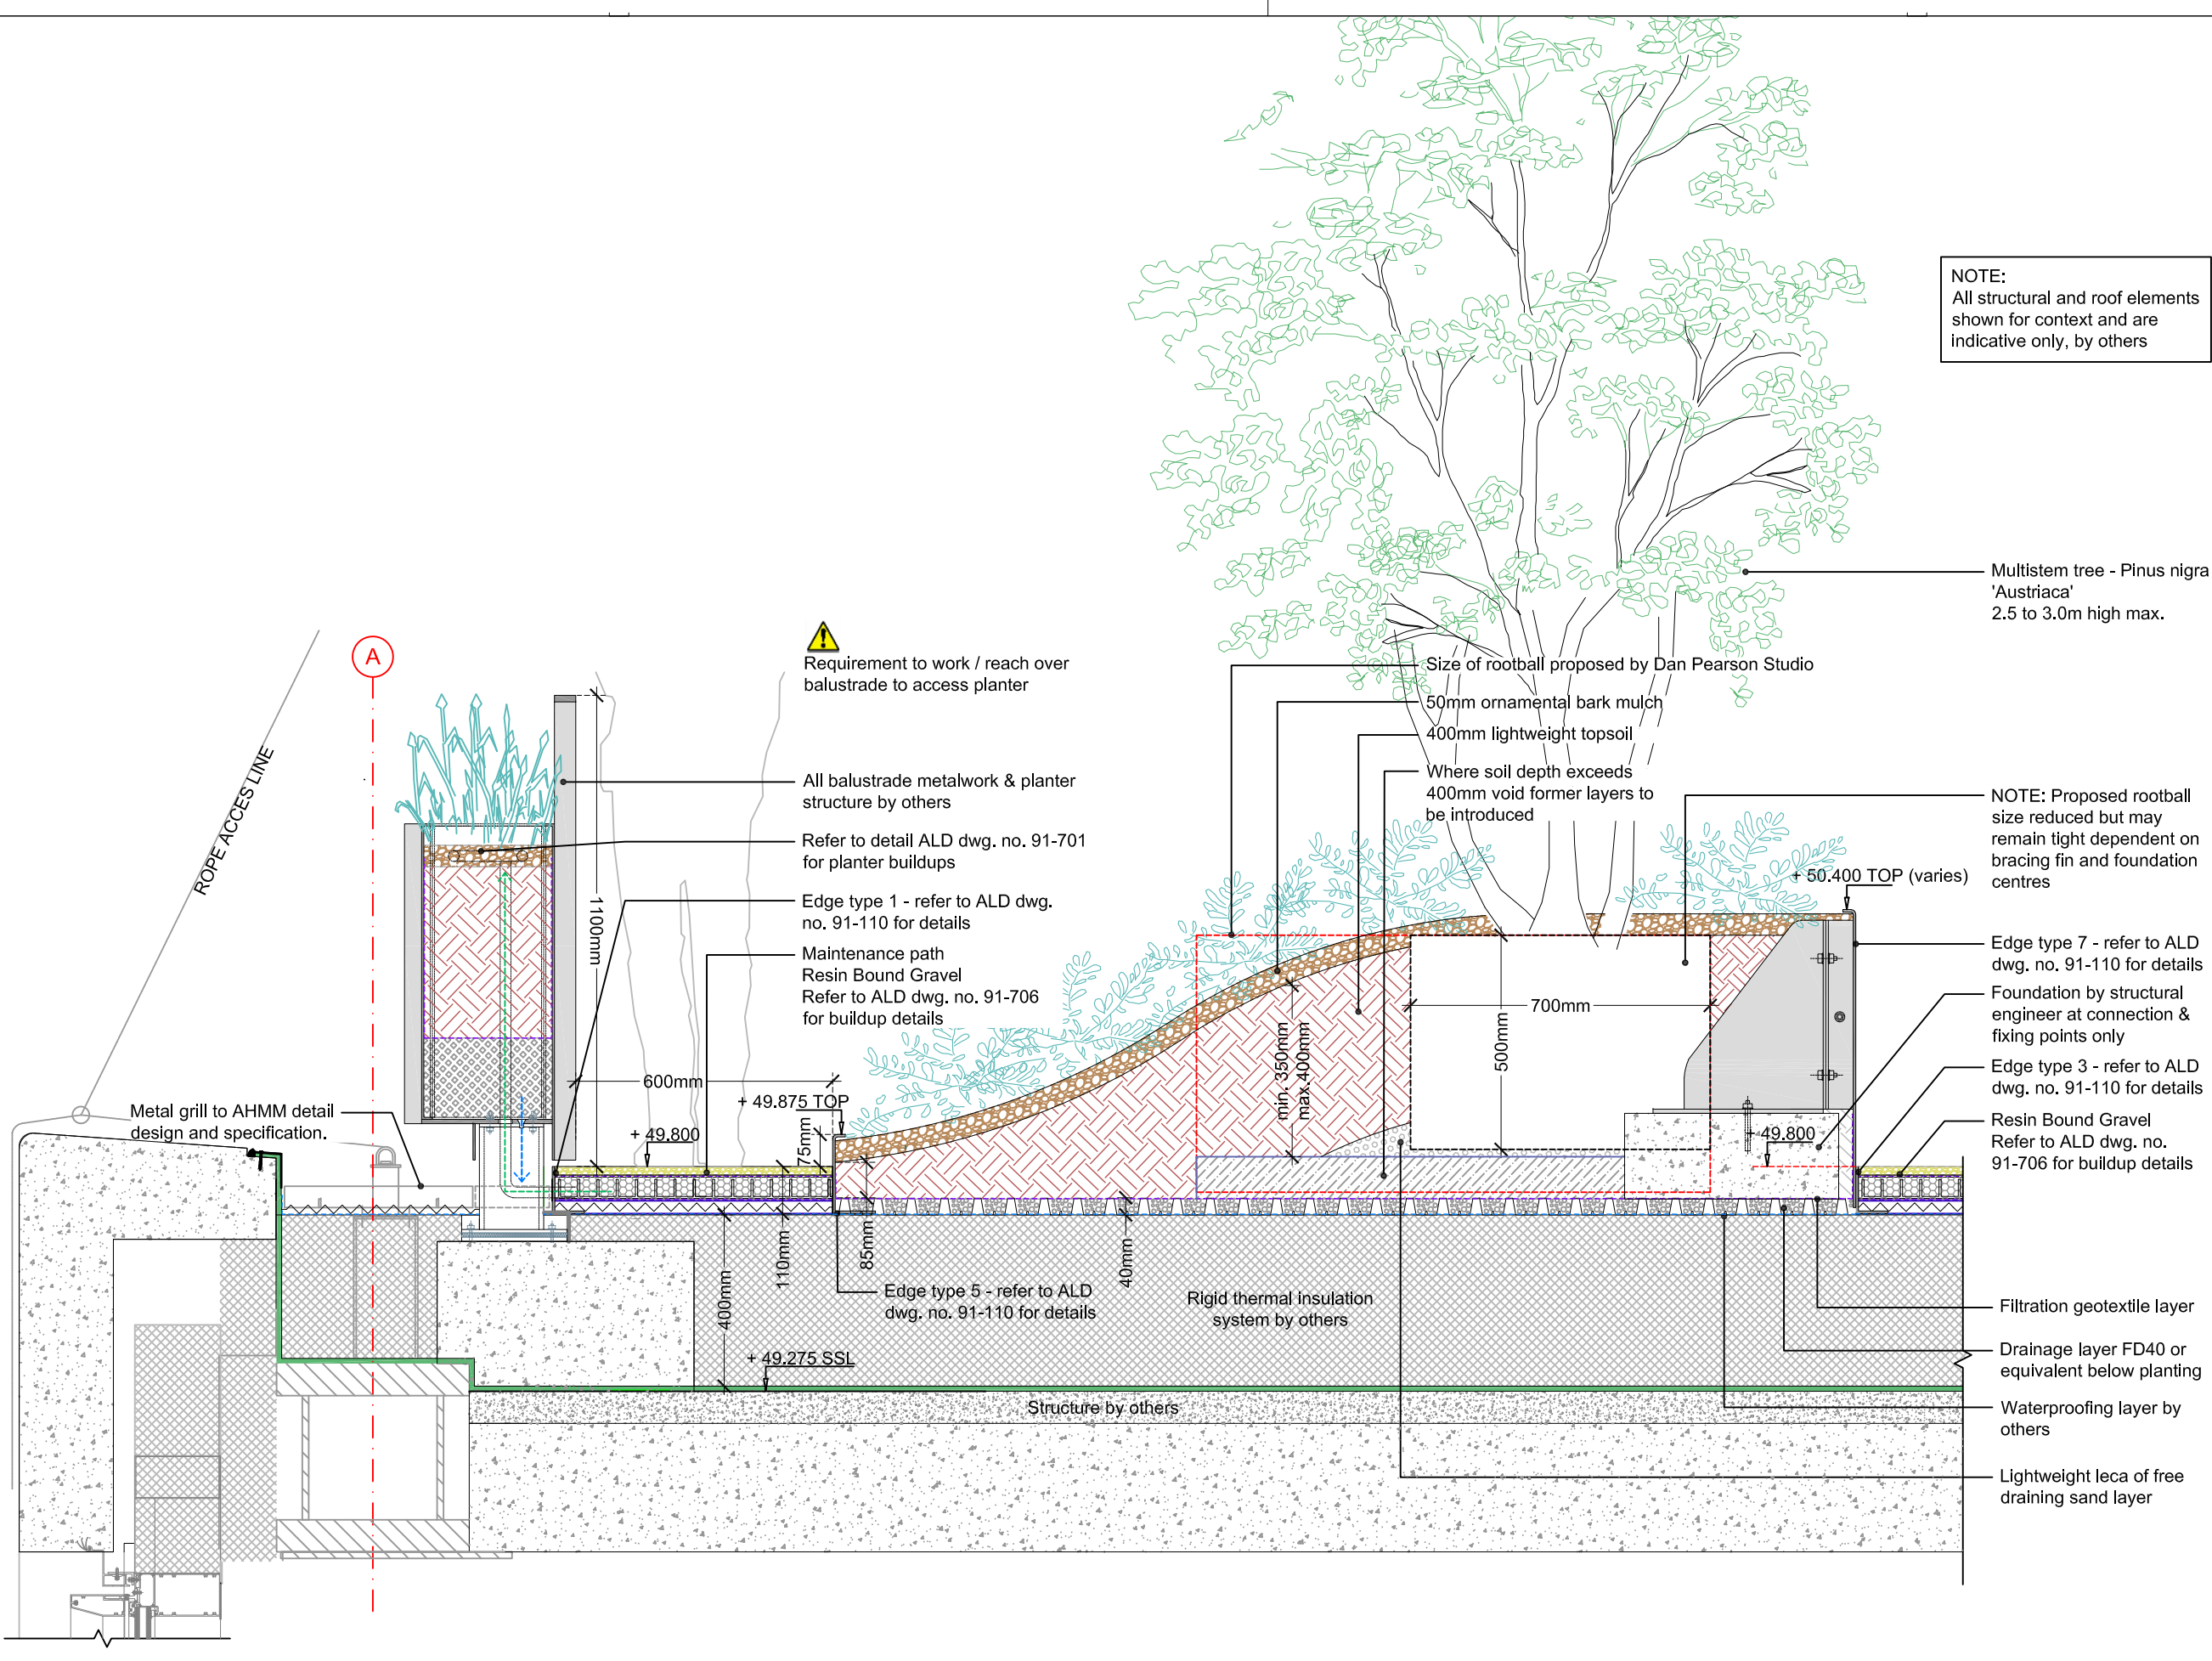 NOTE:
All structural and roof elements
shown for context and are
indicative only, by others
Multistem tree - Pinus nigra
'Austriaca'
2.5 to 3.0m high max.
A
ROPE ACCES LINE
Requirement to work / reach over
balustrade to access planter
Size of rootball proposed by Dan Pearson Studio
50mm ornamental bark mulch
400mm lightweight topsoil
Where soil depth exceeds
400mm void former layers to
be introduced
All balustrade metalwork & planter
structure by others
Refer to detail ALD dwg. no. 91-701
for planter buildups
Edge type 1 - refer to ALD dwg.
no. 91-110 for details
Maintenance path
Resin Bound Gravel
Refer to ALD dwg. no. 91-706
for buildup details
NOTE: Proposed rootball
size reduced but may
remain tight dependent on
bracing fin and foundation
centres
+ 50.400 TOP (varies)
Edge type 7 - refer to ALD
dwg. no. 91-110 for details
Foundation by structural
engineer at connection &
fixing points only
Edge type 3 - refer to ALD
dwg. no. 91-110 for details
Resin Bound Gravel
Refer to ALD dwg. no.
91-706 for buildup details
1100mm
600mm
700mm
500mm
min. 350mm
max.400mm
+ 49.875 TOP
+ 49.800
75mm
+ 49.800
Metal grill to AHMM detail
design and specification.
400mm
110mm
85mm
40mm
Edge type 5 - refer to ALD
dwg. no. 91-110 for details
Rigid thermal insulation
system by others
+ 49.275 SSL
Structure by others
Filtration geotextile layer
Drainage layer FD40 or
equivalent below planting
Waterproofing layer by
others
Lightweight leca of free
draining sand layer